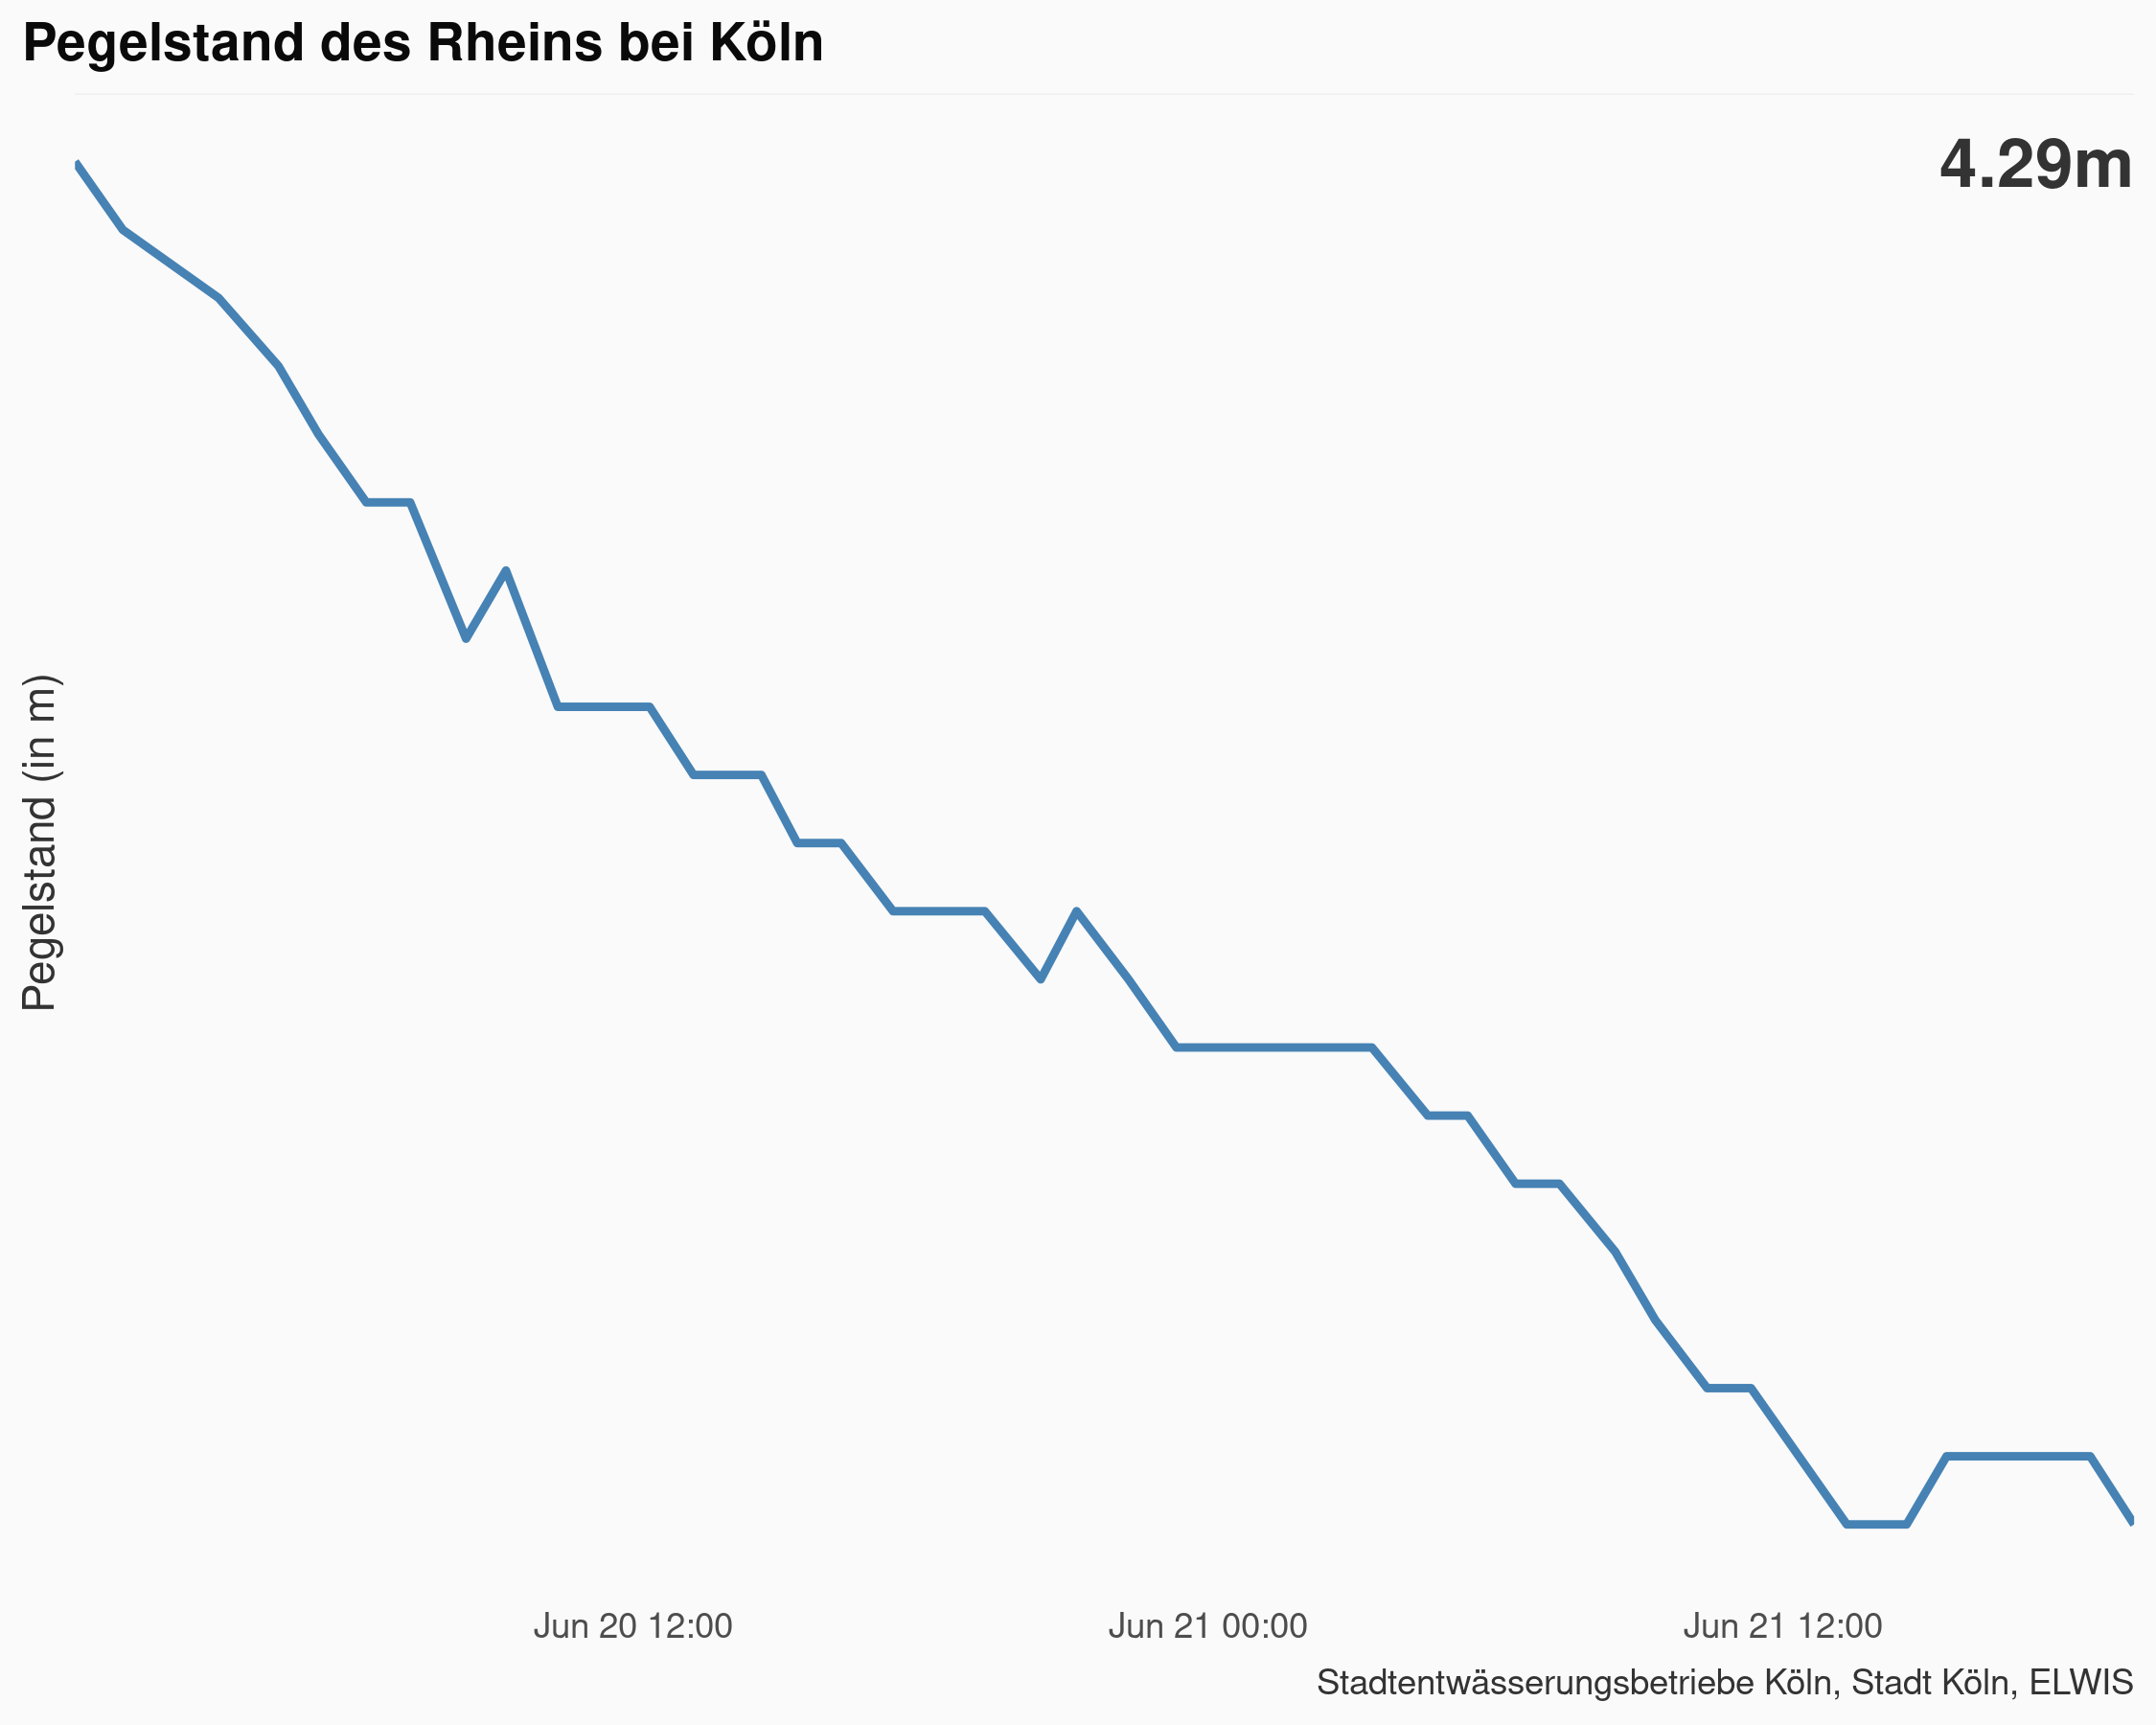 Pegelstand des Rheins bei Köln
4.29m
Pegelstand (in m)
Jun 20 12:00
Jun 21 00:00
Jun 21 12:00
Stadtentwässerungsbetriebe Köln, Stadt Köln, ELWIS